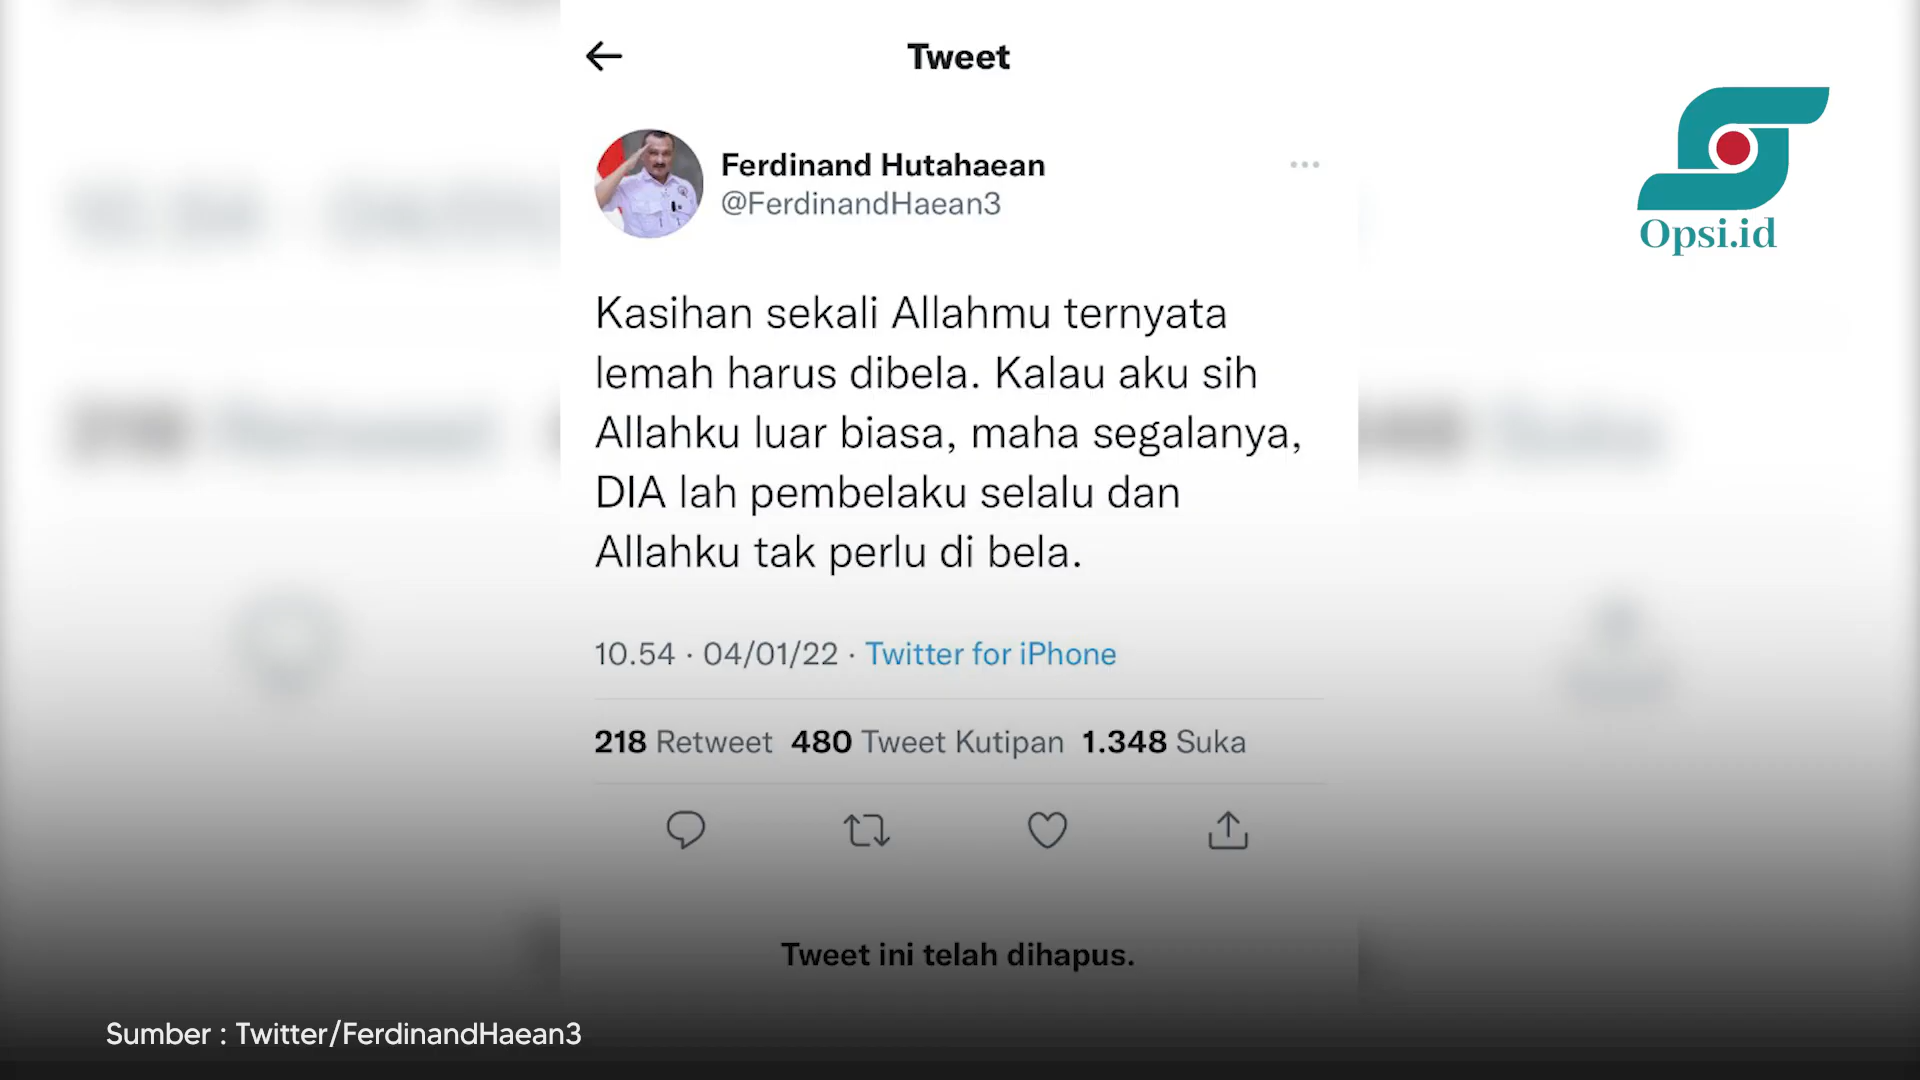 Tweet
Ferdinand Hutahaean
@FerdinandHaean3
Kasihan sekali Allahmu ternyata
lemah harus dibela. Kalau aku sih
Allahku luar biasa, maha segalanya,
DIA lah pembelaku selalu dan
Allahku tak perlu di bela.
10.54 · 04/01/22 · Twitter for iPhone
218 Retweet 480 Tweet Kutipan 1.348 Suka
Tweet ini telah dihapus.
Opsi.id
Sumber : Twitter/FerdinandHaean3